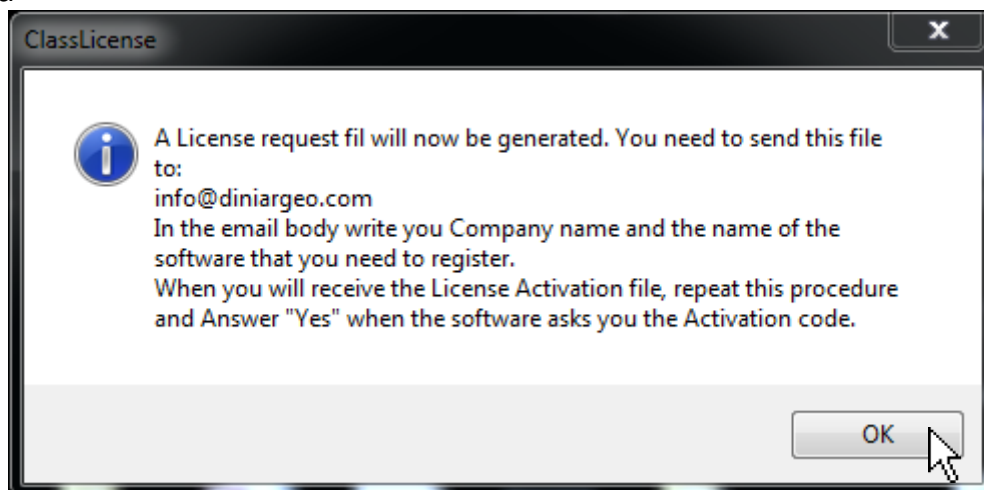 ClassLicense
A License request fil will now be generated. You need to send this file
to:
info@diniargeo.com
In the email body write you Company name and the name of the
software that you need to register.
When you will receive the License Activation file, repeat this procedure
and Answer "Yes" when the software asks you the Activation code.
OK